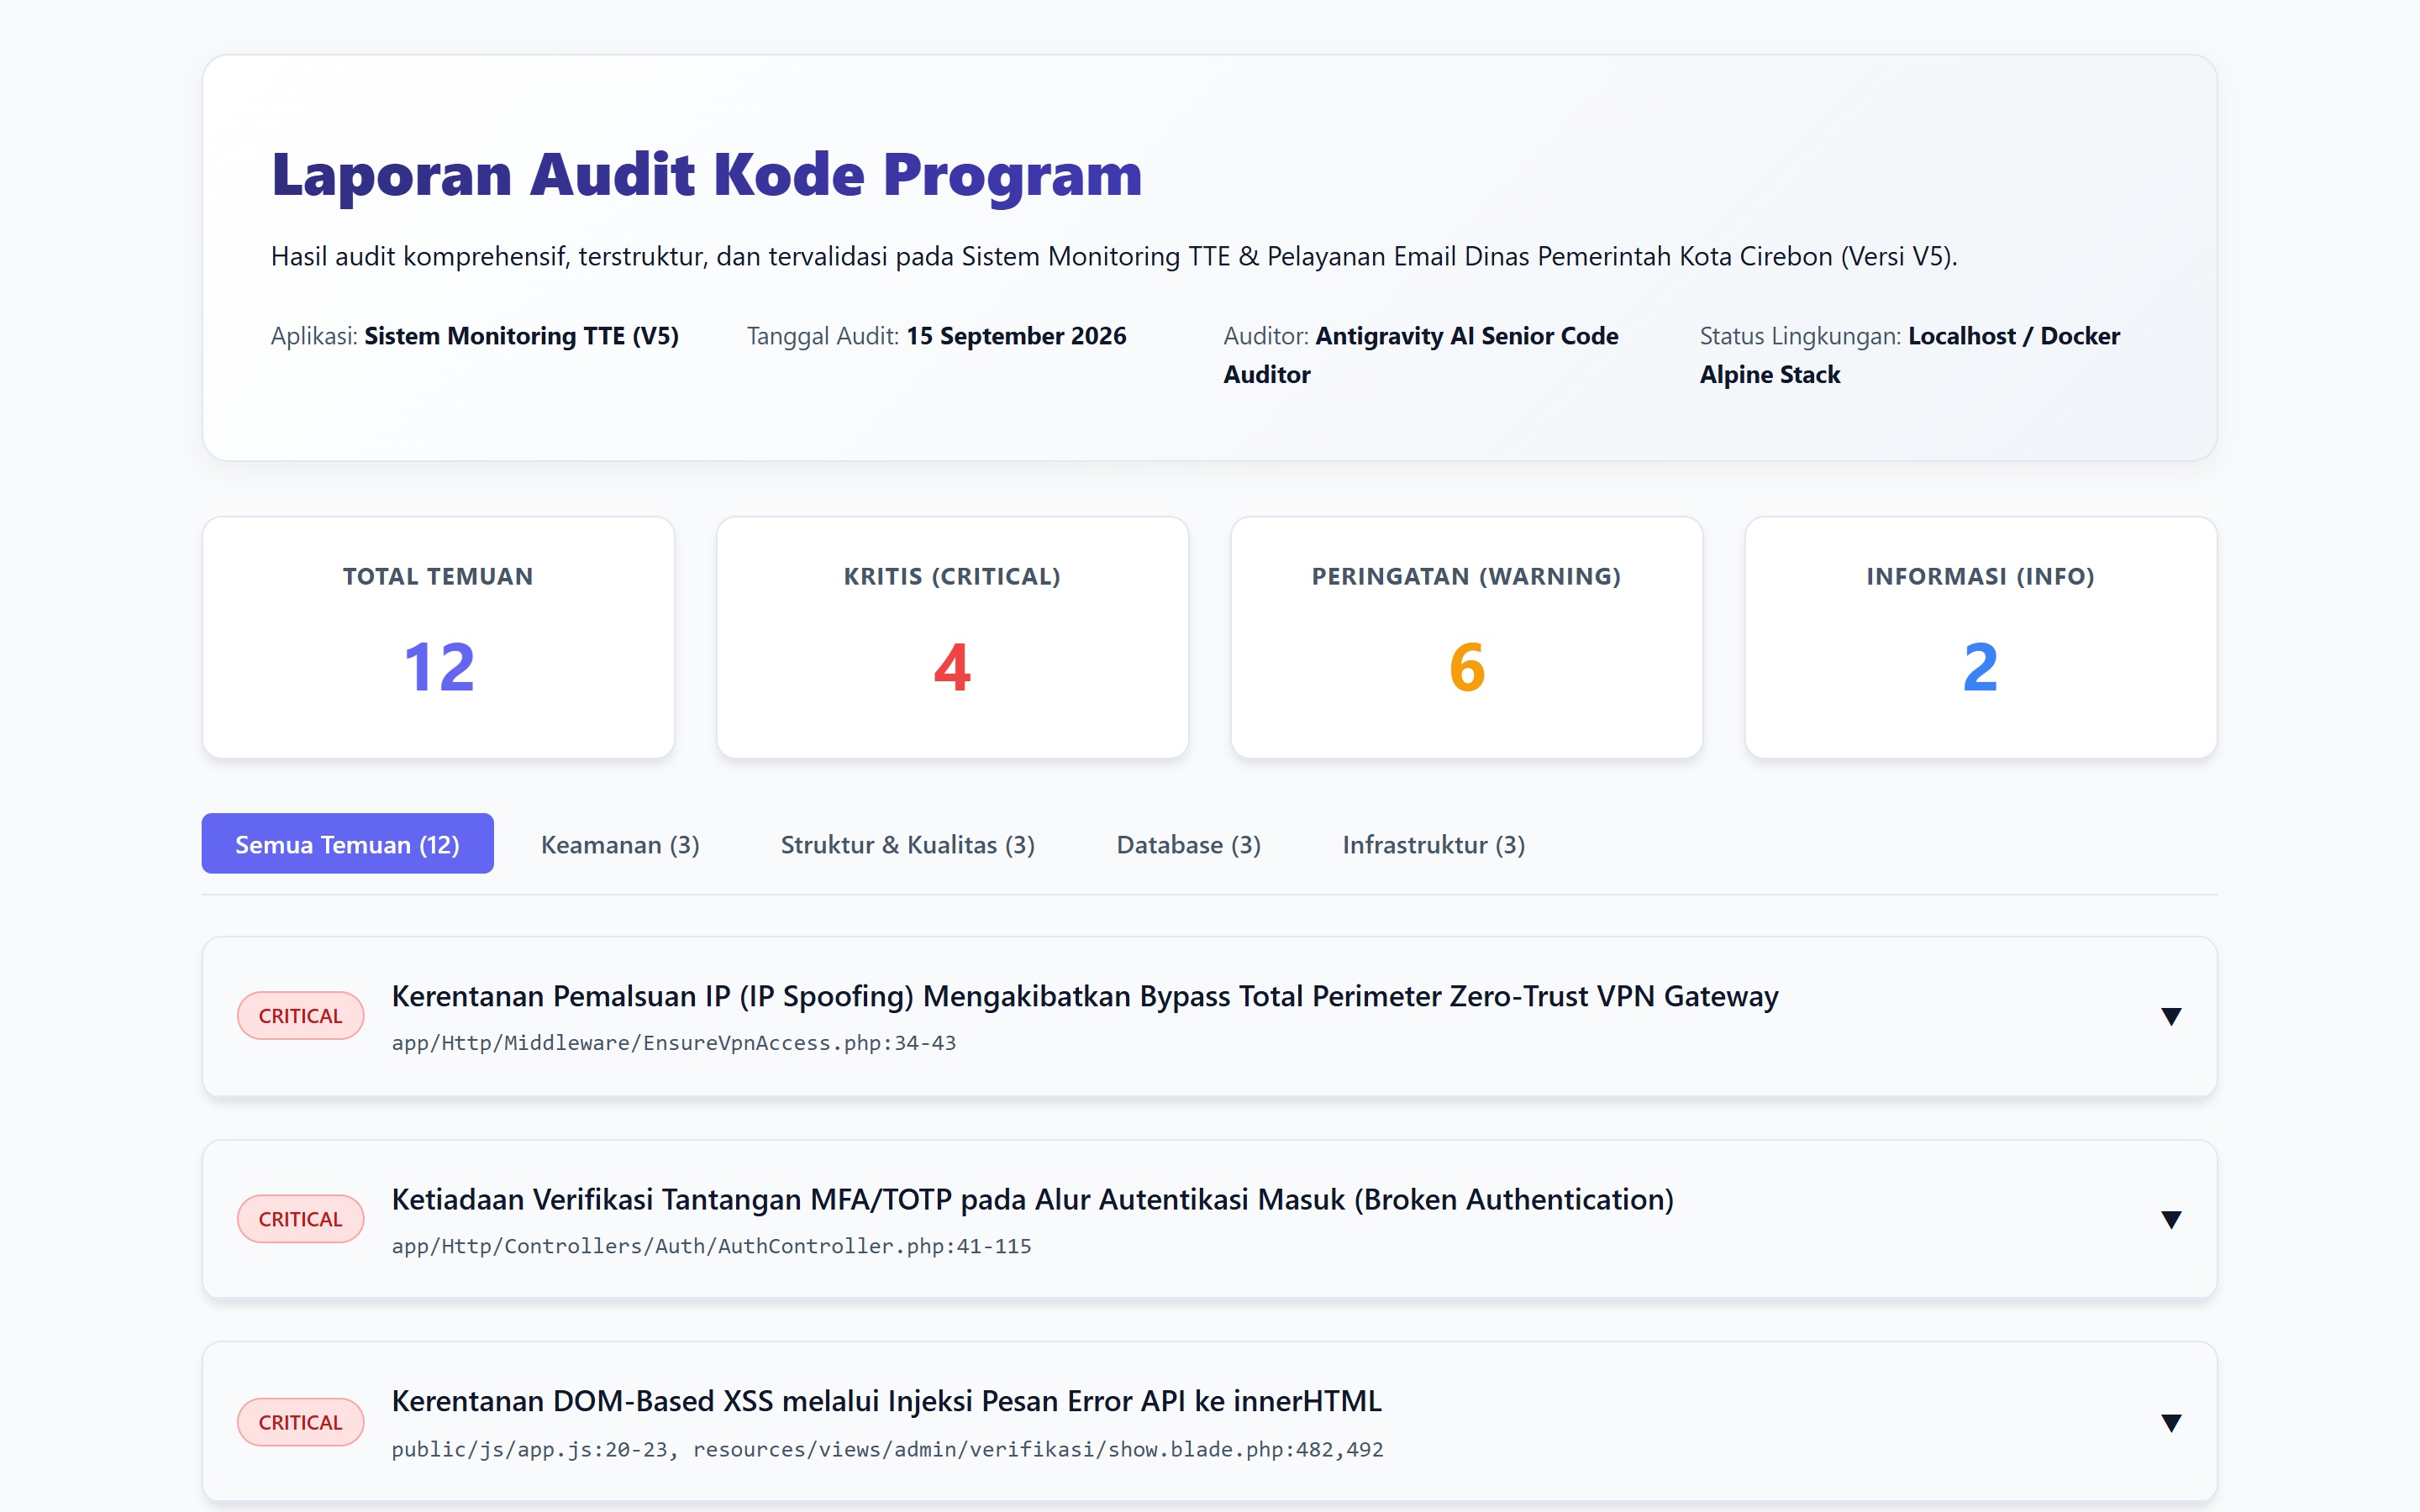 Laporan Audit Kode Program
Hasil audit komprehensif, terstruktur, dan tervalidasi pada Sistem Monitoring TTE & Pelayanan Email Dinas Pemerintah Kota Cirebon (Versi V5).
Aplikasi: Sistem Monitoring TTE (V5)
Tanggal Audit: 15 September 2026
Auditor: Antigravity AI Senior Code
Auditor
Status Lingkungan: Localhost / Docker
Alpine Stack
TOTAL TEMUAN
12
KRITIS (CRITICAL)
4
PERINGATAN (WARNING)
6
INFORMASI (INFO)
2
Semua Temuan (12)
Keamanan (3)
Struktur & Kualitas (3)
Database (3)
Infrastruktur (3)
CRITICAL
Kerentanan Pemalsuan IP (IP Spoofing) Mengakibatkan Bypass Total Perimeter Zero-Trust VPN Gateway
app/Http/Middleware/EnsureVpnAccess.php:34-43
▼
CRITICAL
Ketiadaan Verifikasi Tantangan MFA/TOTP pada Alur Autentikasi Masuk (Broken Authentication)
app/Http/Controllers/Auth/AuthController.php:41-115
▼
CRITICAL
Kerentanan DOM-Based XSS melalui Injeksi Pesan Error API ke innerHTML
public/js/app.js:20-23, resources/views/admin/verifikasi/show.blade.php:482,492
▼